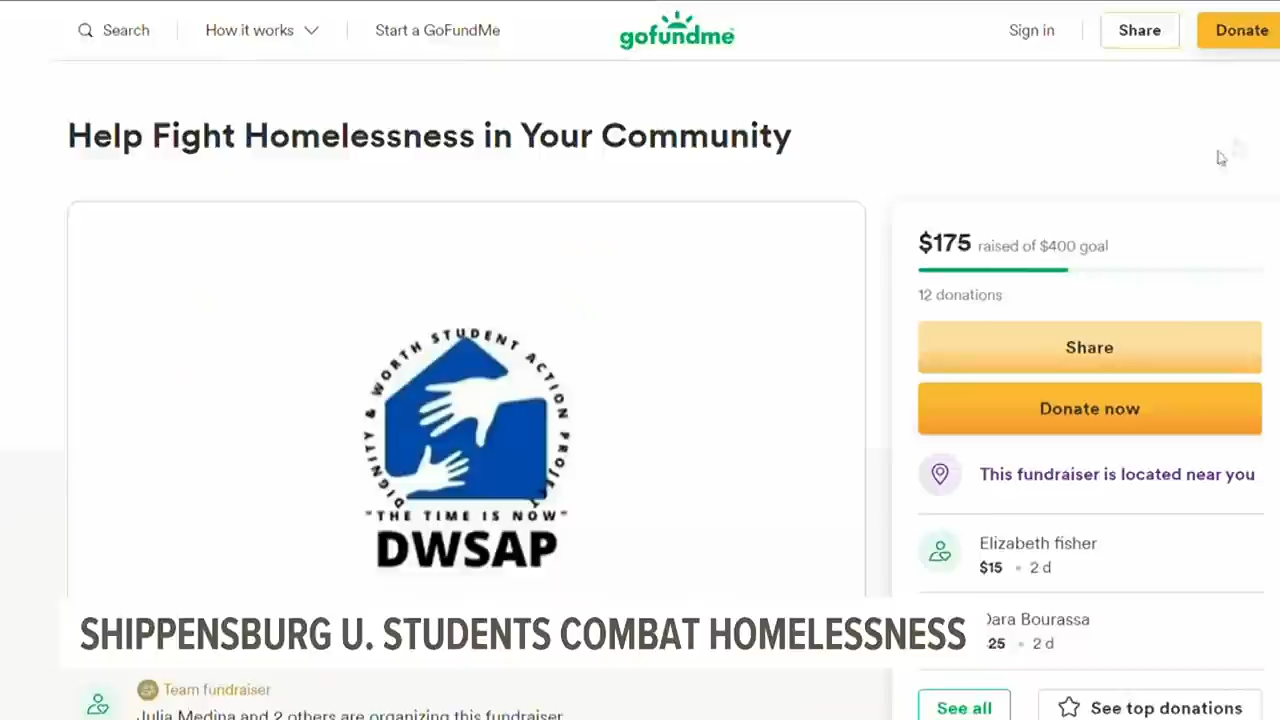 Search
How it works
Start a GoFundMe
gofundme
Sign in
Share
Donate
Help Fight Homelessness in Your Community
$175 raised of $400 goal
12 donations
Share
Donate now
This fundraiser is located near you
Elizabeth fisher
$15 • 2 d
Dara Bourassa
25 • 2 d
See all
See top donations
DIGNITY & WORTH STUDENT ACTION PROJECT
"THE TIME IS NOW"
DWSAP
SHIPPENSBURG U. STUDENTS COMBAT HOMELESSNESS
Team fundraiser
Julia Medina and 2 others are organizing this fundraiser